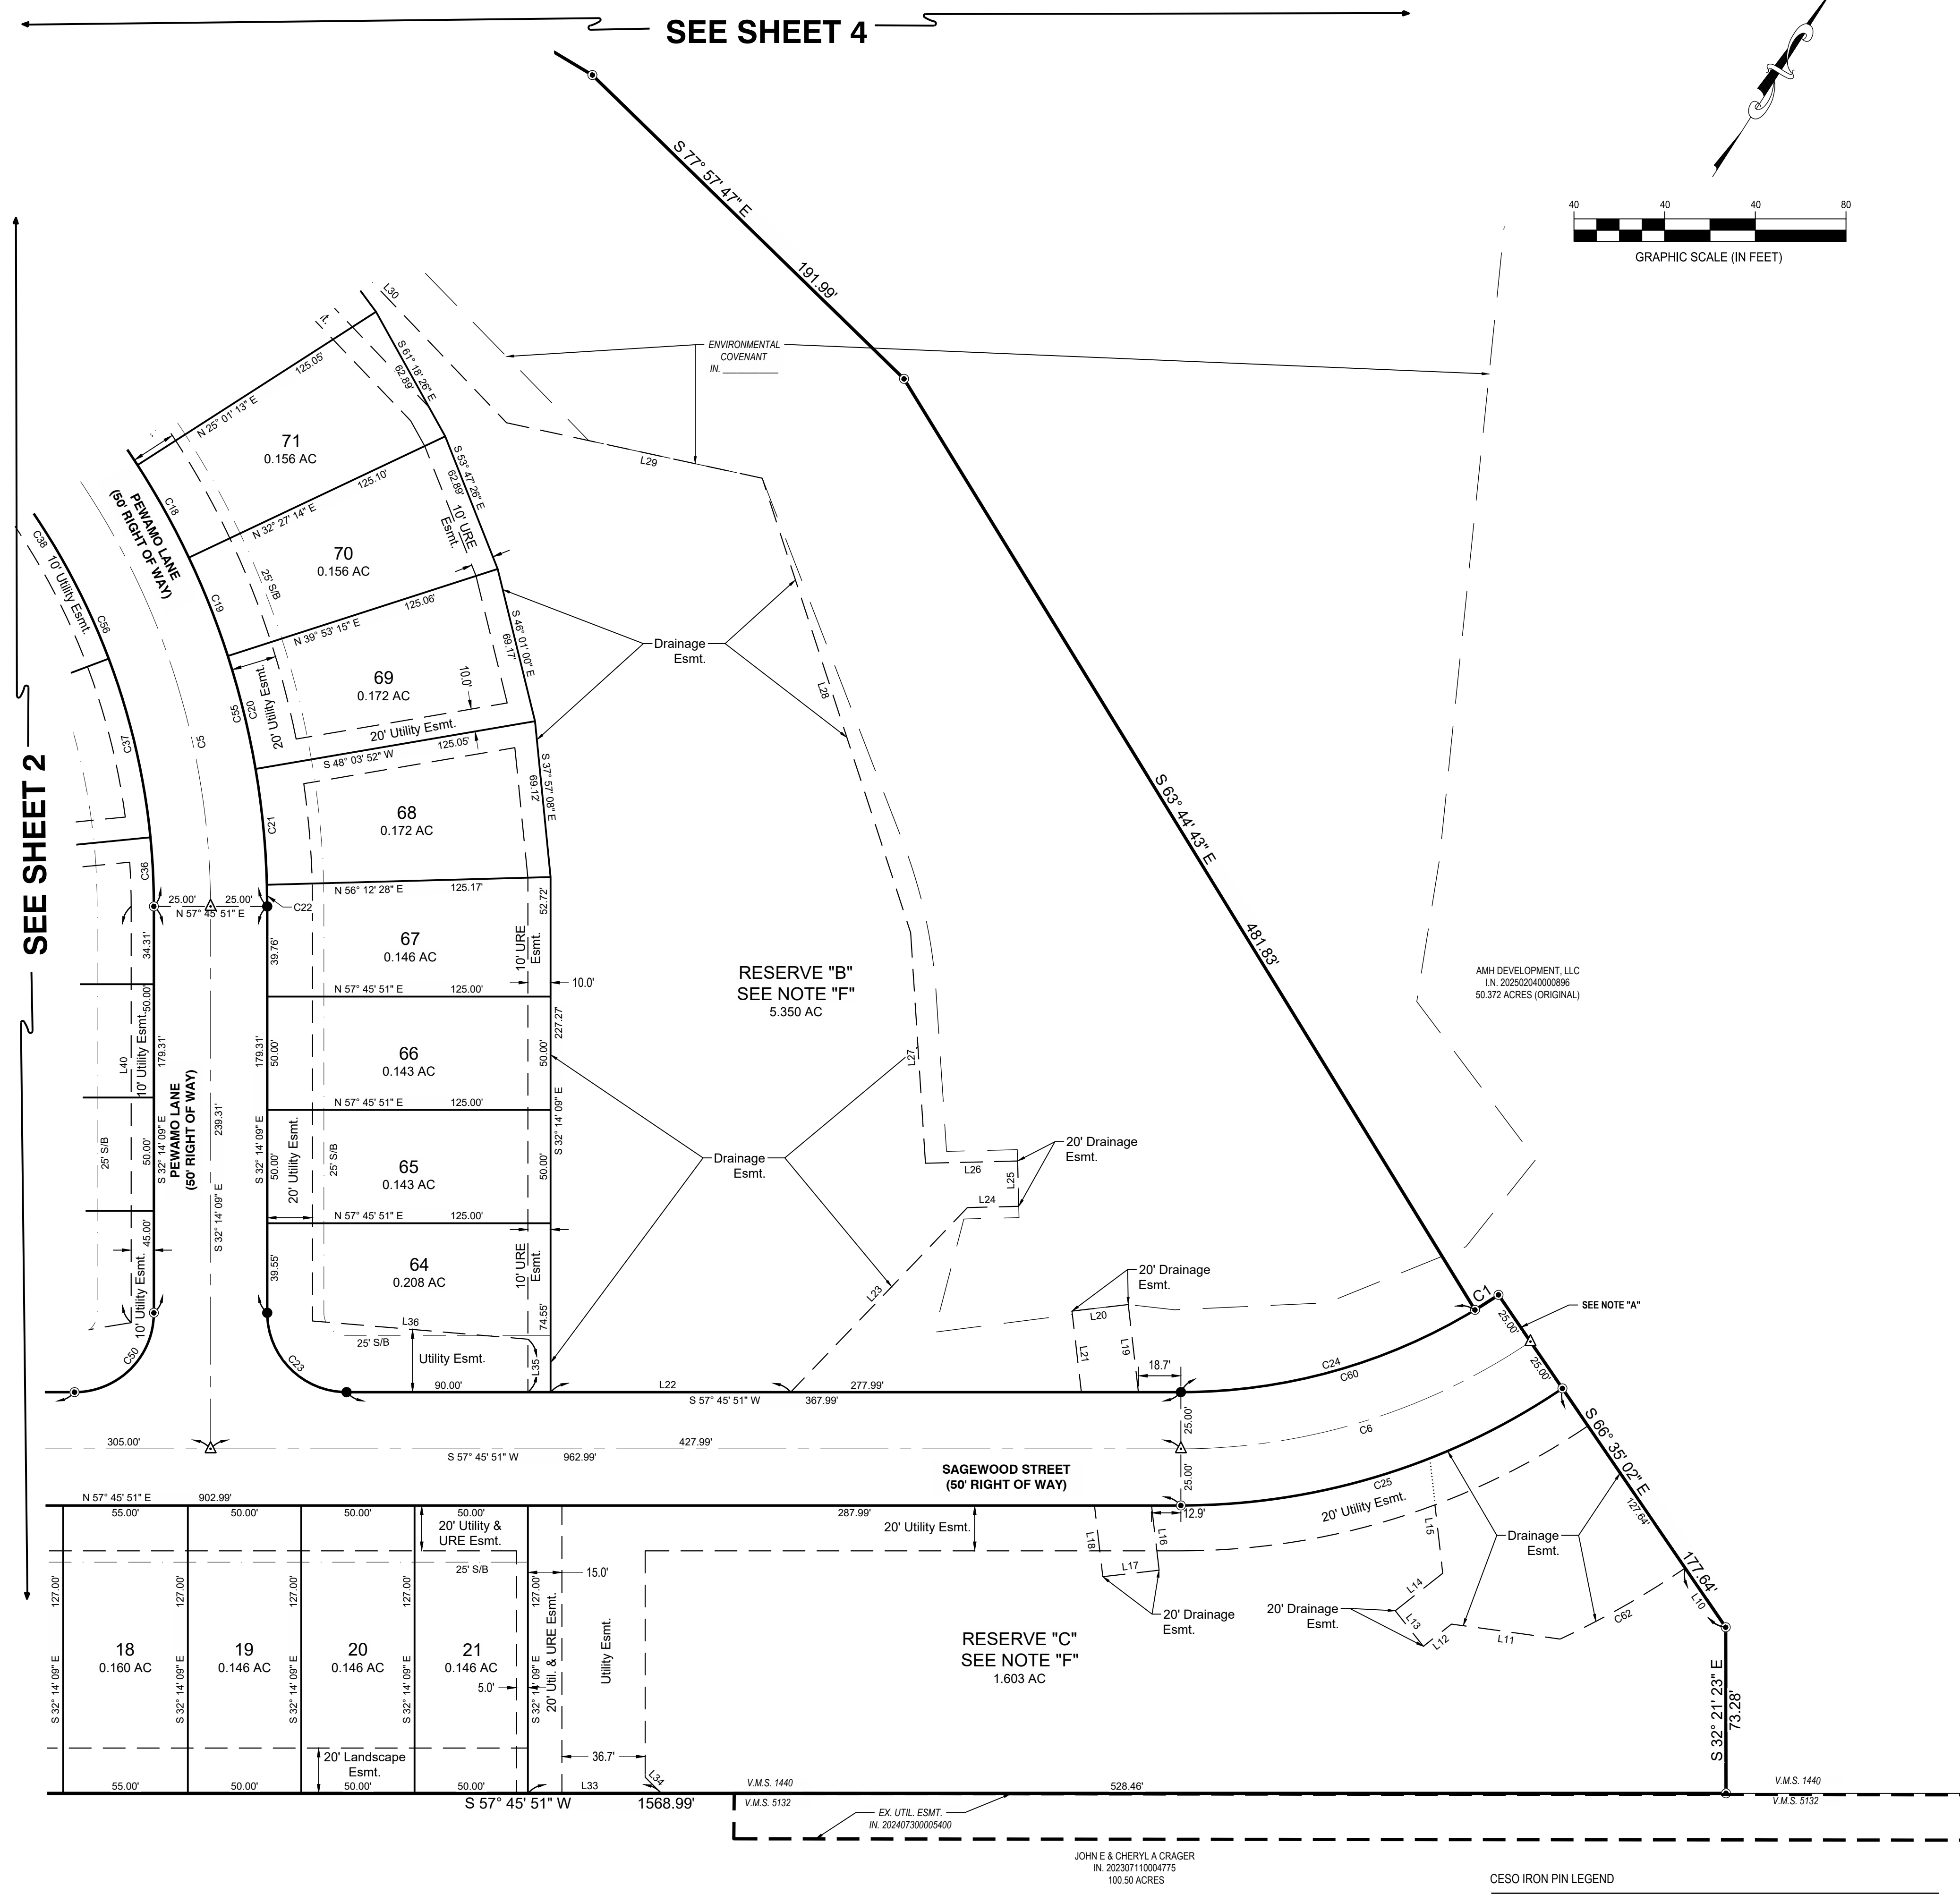 SEE SHEET 4
40 40 40 80
GRAPHIC SCALE (IN FEET)
S 77° 57' 47" E
191.99'
ENVIRONMENTAL
COVENANT
IN.
L30
L29
S 61° 18' 26" E
62.89'
125.05'
N 25° 01' 13" E
71
0.156 AC
C18
PEWAMO LANE
(50' RIGHT OF WAY)
125.10'
N 32° 27' 14" E
S 53° 47' 26" E
62.89'
10' URE
Esmt.
70
0.156 AC
25' S/B
C19
C38
10' Utility Esmt.
C56
125.06'
N 39° 53' 15" E
S 46° 01' 00" E
69.17'
69
0.172 AC
10.0'
20' Utility Esmt.
C55
C20
20' Utility Esmt.
125.05'
S 48° 03' 52" W
C5
C37
Drainage
Esmt.
L28
SEE SHEET 2
S 37° 57' 08" E
69.12'
68
0.172 AC
C21
S 63° 44' 43" E
481.83'
C36
25.00' 25.00'
N 57° 45' 51" E
C22
N 56° 12' 28" E 125.17'
52.72'
67
0.146 AC
10' URE
Esmt.
34.31'
39.76'
10.0'
N 57° 45' 51" E 125.00'
RESERVE "B"
SEE NOTE "F"
5.350 AC
AMH DEVELOPMENT, LLC
I.N. 202502040000896
50.372 ACRES (ORIGINAL)
227.27'
66
0.143 AC
50.00'
50.00'
179.31'
179.31'
50.00'
L40
10' Utility Esmt.
L27
N 57° 45' 51" E 125.00'
239.31'
PEWAMO LANE
(50' RIGHT OF WAY)
S 32° 14' 09" E
S 32° 14' 09" E
S 32° 14' 09" E
S 32° 14' 09" E
25' S/B
50.00'
50.00'
20' Utility Esmt.
25' S/B
65
0.143 AC
50.00'
Drainage
Esmt.
20' Drainage
Esmt.
L26
L25
L24
N 57° 45' 51" E 125.00'
45.00'
10' Utility Esmt.
39.55'
64
0.208 AC
10' URE
Esmt.
74.55'
L23
20' Drainage
Esmt.
L20
L21
L19
18.7'
C1
25.00'
SEE NOTE "A"
25.00'
L36
25' S/B
Utility Esmt.
L35
C50
C23
90.00'
L22
277.99'
S 57° 45' 51" W 367.99'
C24
C60
25.00'
C6
305.00'
427.99'
S 57° 45' 51" W 962.99'
SAGEWOOD STREET
(50' RIGHT OF WAY)
25.00'
C25
S 66° 35' 02" E
127.64'
177.64'
N 57° 45' 51" E 902.99'
55.00' 50.00' 50.00' 50.00'
287.99'
12.9'
20' Utility &
URE Esmt.
20' Utility Esmt.
20' Utility Esmt.
L18
L16
L17
L15
Drainage
Esmt.
25' S/B
15.0'
L14
L13
L12
L11
C62
L10
20' Drainage
Esmt.
20' Drainage
Esmt.
127.00' 127.00' 127.00' 127.00' 127.00'
20' Util. & URE Esmt.
Utility Esmt.
18
0.160 AC
19
0.146 AC
20
0.146 AC
21
0.146 AC
5.0'
S 32° 14' 09" E S 32° 14' 09" E S 32° 14' 09" E S 32° 14' 09" E S 32° 14' 09" E
RESERVE "C"
SEE NOTE "F"
1.603 AC
S 32° 21' 23" E
73.28'
20' Landscape
Esmt.
36.7'
L34
55.00' 50.00' 50.00' 50.00'
L33
V.M.S. 1440
528.46'
V.M.S. 1440
S 57° 45' 51" W 1568.99'
V.M.S. 5132
V.M.S. 5132
EX. UTIL. ESMT.
IN. 202407300005400
JOHN E & CHERYL A CRAGER
IN. 202307110004775
100.50 ACRES
CESO IRON PIN LEGEND